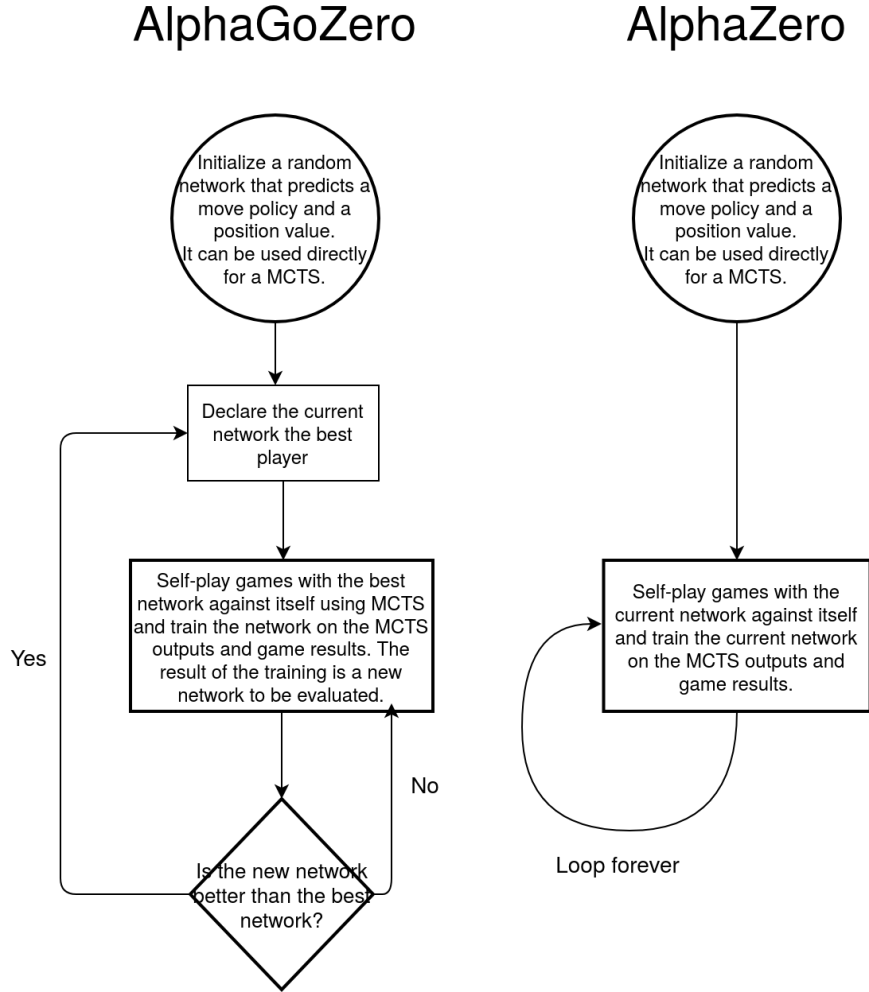 AlphaGoZero
Initialize a random
network that predicts a
move policy and a
position value.
It can be used directly
for a MCTS.
Declare the current
network the best
player
Self-play games with the best
network against itself using MCTS
and train the network on the MCTS
outputs and game results. The
result of the training is a new
network to be evaluated.
Yes
No
Is the new network
better than the best
network?
AlphaZero
Initialize a random
network that predicts a
move policy and a
position value.
It can be used directly
for a MCTS.
Self-play games with the
current network against itself
and train the current network
on the MCTS outputs and
game results.
Loop forever